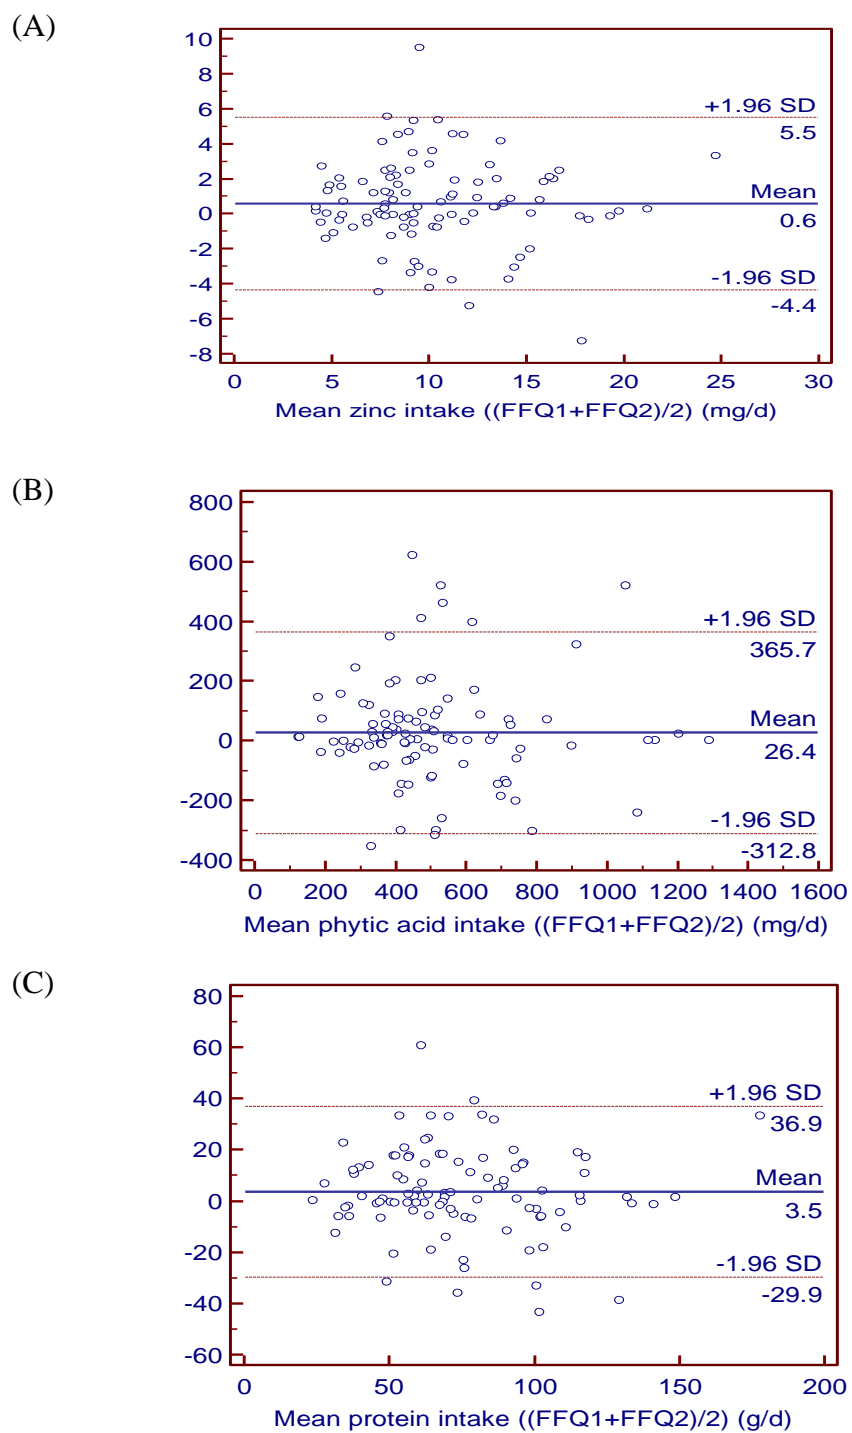 (A)
10
8
6
4
2
0
-2
-4
-6
-8
+1.96 SD
5.5
Mean
0.6
-1.96 SD
-4.4
0 5 10 15 20 25 30
Mean zinc intake ((FFQ1+FFQ2)/2) (mg/d)
(B)
800
600
400
200
0
-200
-400
+1.96 SD
365.7
Mean
26.4
-1.96 SD
-312.8
0 200 400 600 800 1000 1200 1400 1600
Mean phytic acid intake ((FFQ1+FFQ2)/2) (mg/d)
(C)
80
60
40
20
0
-20
-40
-60
+1.96 SD
36.9
Mean
3.5
-1.96 SD
-29.9
0 50 100 150 200
Mean protein intake ((FFQ1+FFQ2)/2) (g/d)